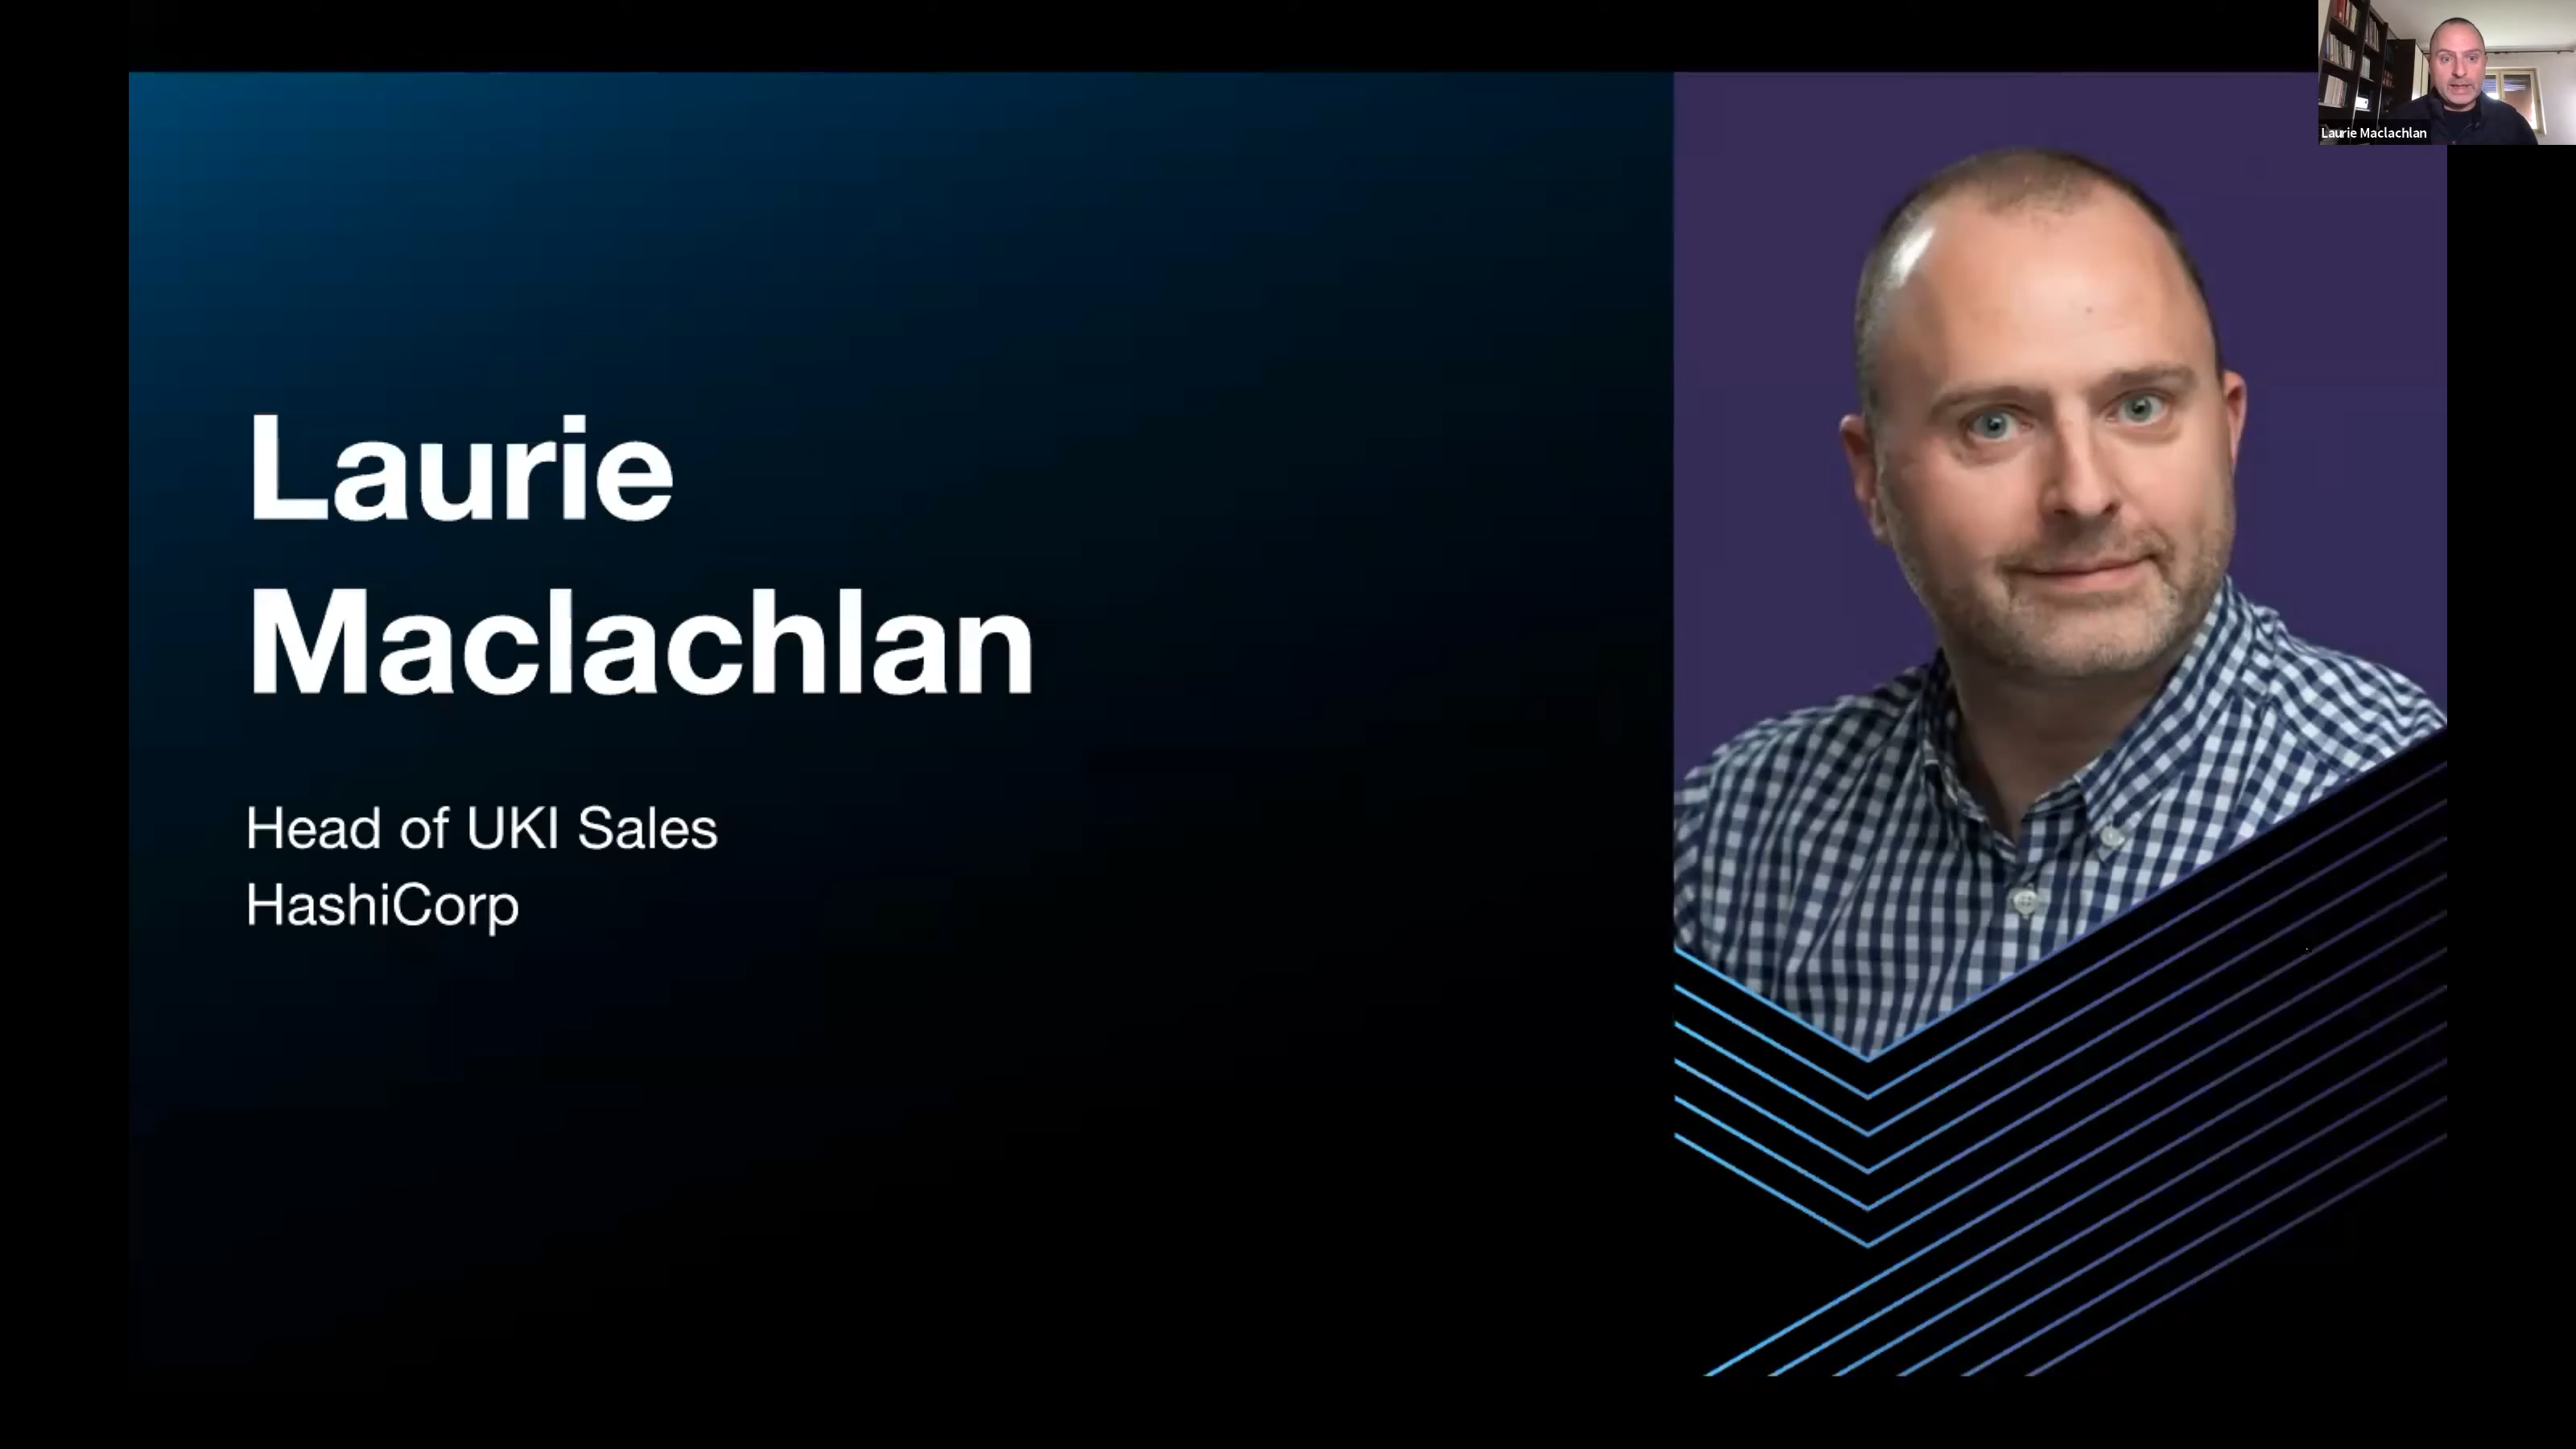 Laurie Maclachlan
Laurie
Maclachlan
Head of UKI Sales
HashiCorp